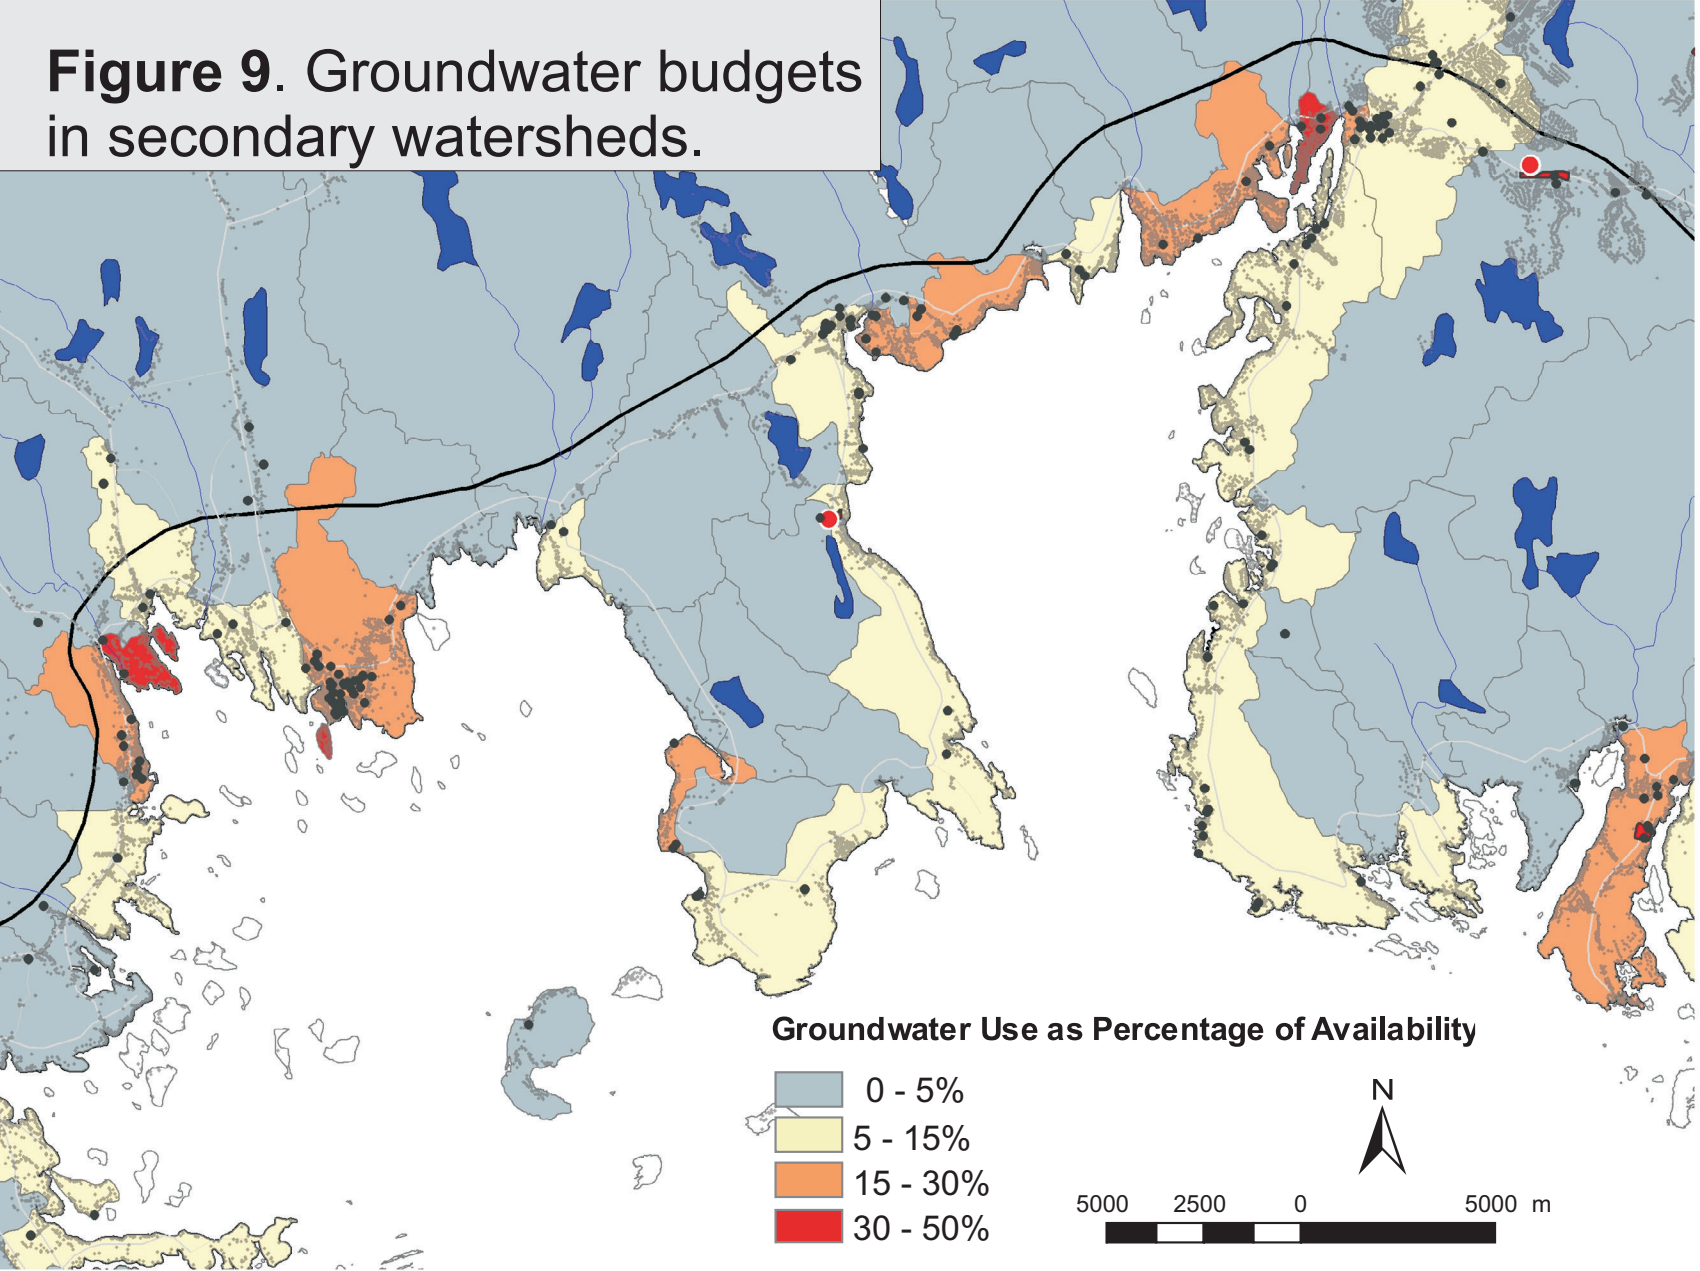 Figure 9. Groundwater budgets
in secondary watersheds.
Groundwater Use as Percentage of Availability
0 - 5%
5 - 15%
15 - 30%
30 - 50%
N
5000 2500 0 5000 m